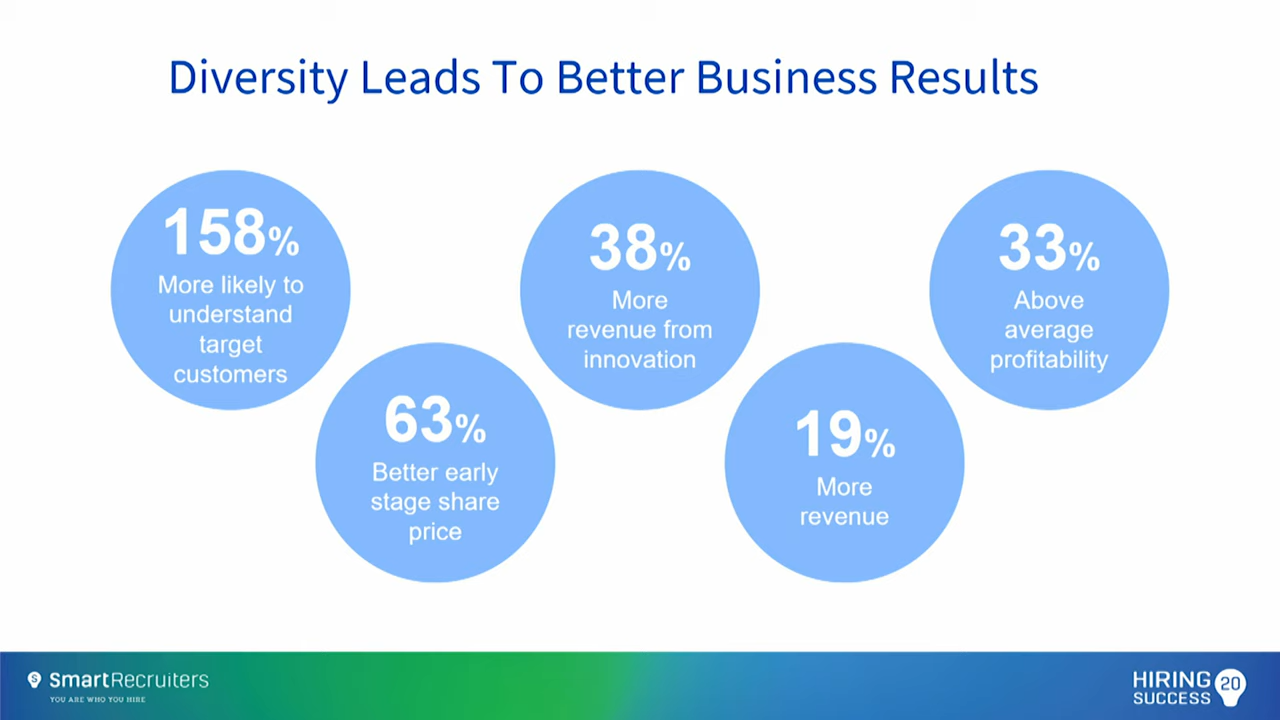 Diversity Leads To Better Business Results
158%
More likely to
understand
target
customers
63%
Better early
stage share
price
38%
More
revenue from
innovation
19%
More
revenue
33%
Above
average
profitability
S
SmartRecruiters
YOU ARE WHO YOU HIRE
HIRING
SUCCESS
20